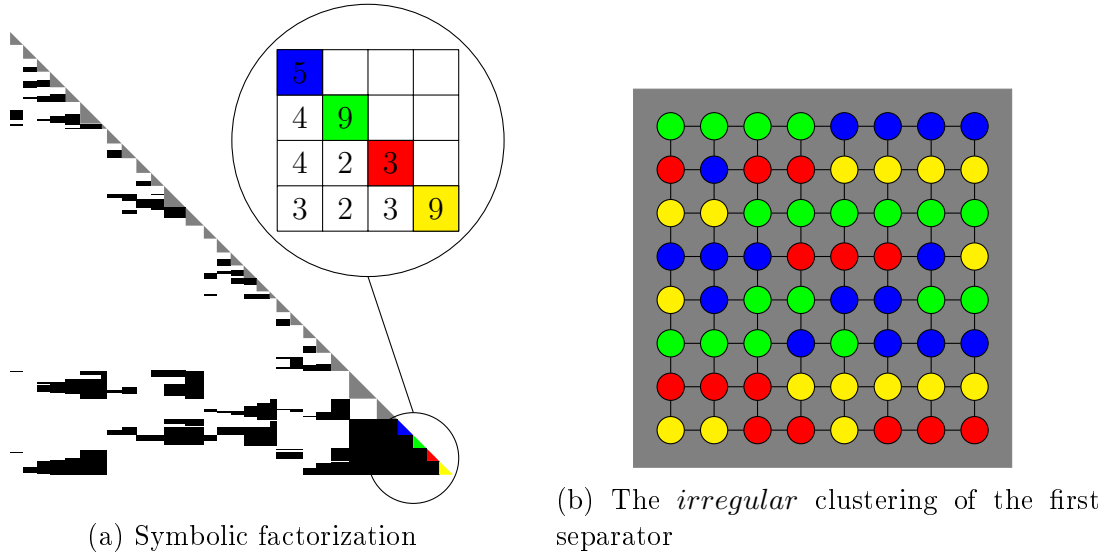 5
4 9
4 2 3
3 2 3 9
(a) Symbolic factorization
(b) The irregular clustering of the first
separator